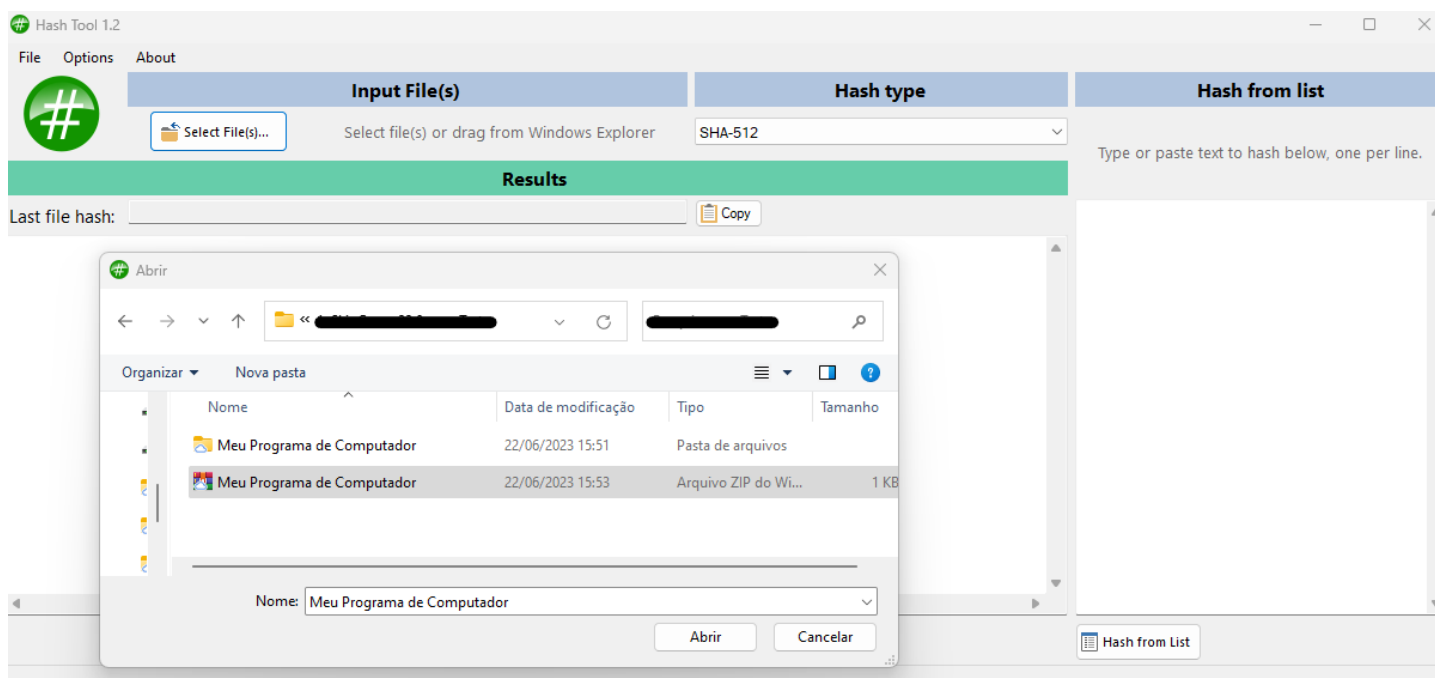 Hash Tool 1.2
File Options About
Input File(s) Hash type Hash from list
Select File(s)... Select file(s) or drag from Windows Explorer SHA-512
Type or paste text to hash below, one per line.
Results
Last file hash: Copy
Abrir
«
Organizar Nova pasta
Nome Data de modificação Tipo Tamanho
Meu Programa de Computador 22/06/2023 15:51 Pasta de arquivos
Meu Programa de Computador 22/06/2023 15:53 Arquivo ZIP do Wi... 1 KB
Nome: Meu Programa de Computador
Abrir Cancelar
Hash from List